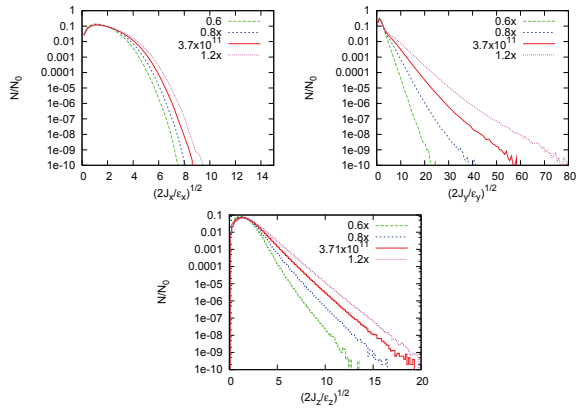 1
0.1
0.01
0.001
0.0001
1e-05
1e-06
1e-07
1e-08
1e-09
1e-10
N/N0
0.6
0.8x
3.7x10^11
1.2x
0 2 4 6 8 10 12 14
(2Jx/εx)^1/2
1
0.1
0.01
0.001
0.0001
1e-05
1e-06
1e-07
1e-08
1e-09
1e-10
N/N0
0.6x
0.8x
3.7x10^11
1.2x
0 10 20 30 40 50 60 70 80
(2Jy/εy)^1/2
0.1
0.01
0.001
0.0001
1e-05
1e-06
1e-07
1e-08
1e-09
1e-10
N/N0
0.6x
0.8x
3.71x10^11
1.2x
0 5 10 15 20
(2Jz/εz)^1/2